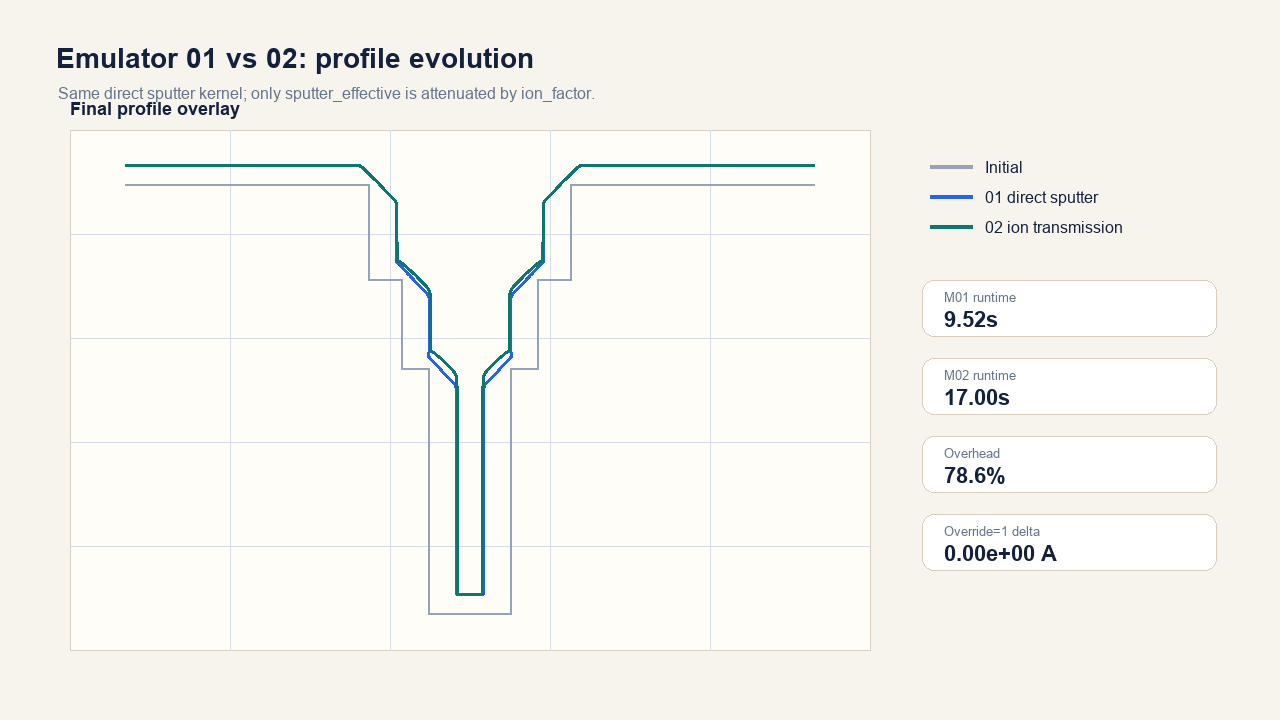 Emulator 01 vs 02: profile evolution
Same direct sputter kernel; only sputter_effective is attenuated by ion_factor.
Final profile overlay
Initial
01 direct sputter
02 ion transmission
M01 runtime
9.52s
M02 runtime
17.00s
Overhead
78.6%
Override=1 delta
0.00e+00 A